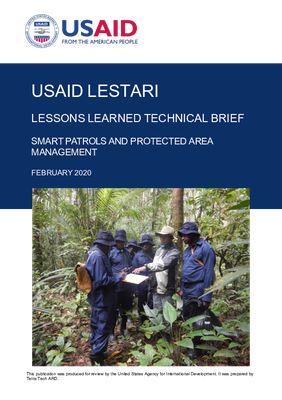 USAID
FROM THE AMERICAN PEOPLE
USAID LESTARI
LESSONS LEARNED TECHNICAL BRIEF
SMART PATROLS AND PROTECTED AREA
MANAGEMENT
FEBRUARY 2020
This publication was produced for review by the United States Agency for International Development. It was prepared by
Tetra Tech ARD.